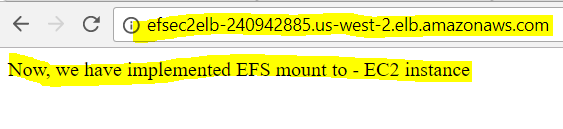 efsec2elb-240942885.us-west-2.elb.amazonaws.com
Now, we have implemented EFS mount to - EC2 instance